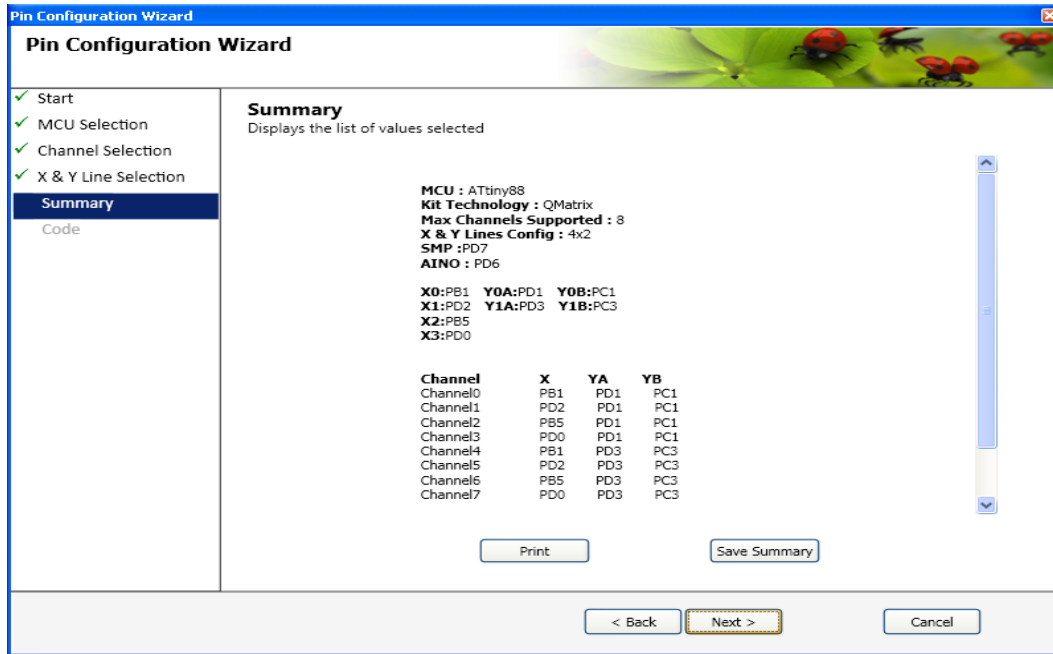 Pin Configuration Wizard
Pin Configuration Wizard
Start
MCU Selection
Channel Selection
X & Y Line Selection
Summary
Code
Summary
Displays the list of values selected
MCU : ATtiny88
Kit Technology : QMatrix
Max Channels Supported : 8
X & Y Lines Config : 4x2
SMP :PD7
AINO : PD6
X0:PB1 Y0A:PD1 Y0B:PC1
X1:PD2 Y1A:PD3 Y1B:PC3
X2:PB5
X3:PD0
Channel X YA YB
Channel0 PB1 PD1 PC1
Channel1 PD2 PD1 PC1
Channel2 PB5 PD1 PC1
Channel3 PD0 PD1 PC1
Channel4 PB1 PD3 PC3
Channel5 PD2 PD3 PC3
Channel6 PB5 PD3 PC3
Channel7 PD0 PD3 PC3
Print Save Summary
< Back Next > Cancel